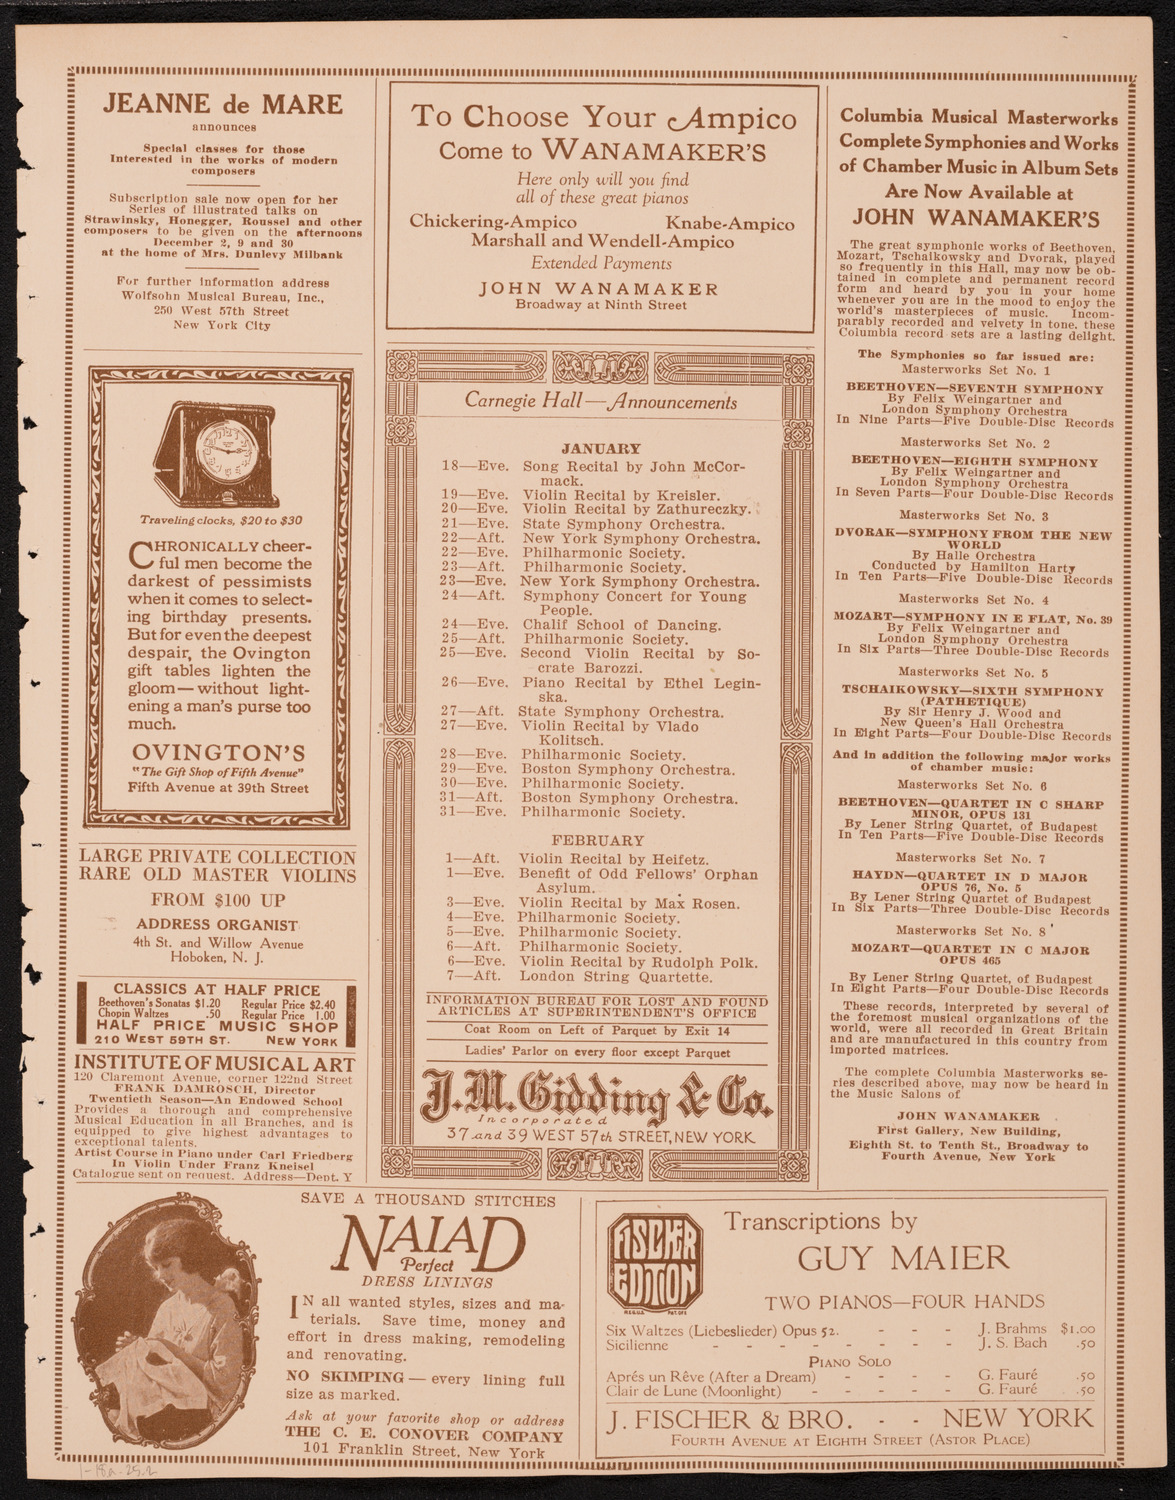 JEANNE de MARE
announces
Special classes for those
Interested in the works of modern
composers
Subscription sale now open for her
Series of illustrated talks on
Strawinsky, Honegger, Roussel and other
composers to be given on the afternoons
December 2, 9 and 30
at the home of Mrs. Dunlevy Milbank
For further information address
Wolfsohn Musical Bureau, Inc.,
250 West 57th Street
New York City
Traveling clocks, $20 to $30
CHRONICALLY cheer-
ful men become the
darkest of pessimists
when it comes to select-
ing birthday presents.
But for even the deepest
despair, the Ovington
gift tables lighten the
gloom—without light-
ening a man's purse too
much.
OVINGTON'S
"The Gift Shop of Fifth Avenue"
Fifth Avenue at 39th Street
LARGE PRIVATE COLLECTION
RARE OLD MASTER VIOLINS
FROM $100 UP
ADDRESS ORGANIST
4th St. and Willow Avenue
Hoboken, N. J.
CLASSICS AT HALF PRICE
Beethoven's Sonatas $1.20 Regular Price $2.40
Chopin Waltzes .50 Regular Price 1.00
HALF PRICE MUSIC SHOP
210 WEST 59TH ST. NEW YORK
INSTITUTE OF MUSICAL ART
120 Claremont Avenue, corner 122nd Street
FRANK DAMROSCH, Director
Twentieth Season—An Endowed School
Provides a thorough and comprehensive
Musical Education in all Branches, and is
equipped to give highest advantages to
exceptional talents.
Artist Course in Piano under Carl Friedberg
In Violin Under Franz Kneisel
Catalogue sent on request. Address—Dept. Y
To Choose Your Ampico
Come to WANAMAKER'S
Here only will you find
all of these great pianos
Chickering-Ampico Knabe-Ampico
Marshall and Wendell-Ampico
Extended Payments
JOHN WANAMAKER
Broadway at Ninth Street
Carnegie Hall—Announcements
JANUARY
18—Eve. Song Recital by John McCor-
mack.
19—Eve. Violin Recital by Kreisler.
20—Eve. Violin Recital by Zathureczky.
21—Eve. State Symphony Orchestra.
22—Aft. New York Symphony Orchestra.
22—Eve. Philharmonic Society.
23—Aft. Philharmonic Society.
23—Eve. New York Symphony Orchestra.
24—Aft. Symphony Concert for Young
People.
24—Eve. Chalif School of Dancing.
25—Aft. Philharmonic Society.
25—Eve. Second Violin Recital by So-
crate Barozzi.
26—Eve. Piano Recital by Ethel Legin-
ska.
27—Aft. State Symphony Orchestra.
27—Eve. Violin Recital by Vlado
Kolitsch.
28—Eve. Philharmonic Society.
29—Eve. Boston Symphony Orchestra.
30—Eve. Philharmonic Society.
31—Aft. Boston Symphony Orchestra.
31—Eve. Philharmonic Society.
FEBRUARY
1—Aft. Violin Recital by Heifetz.
1—Eve. Benefit of Odd Fellows' Orphan
Asylum.
3—Eve. Violin Recital by Max Rosen.
4—Eve. Philharmonic Society.
5—Eve. Philharmonic Society.
6—Aft. Philharmonic Society.
6—Eve. Violin Recital by Rudolph Polk.
7—Aft. London String Quartette.
INFORMATION BUREAU FOR LOST AND FOUND
ARTICLES AT SUPERINTENDENT'S OFFICE
Coat Room on Left of Parquet by Exit 14
Ladies' Parlor on every floor except Parquet
J. M. Gidding & Co.
Incorporated
37 and 39 WEST 57th STREET, NEW YORK
Columbia Musical Masterworks
Complete Symphonies and Works
of Chamber Music in Album Sets
Are Now Available at
JOHN WANAMAKER'S
The great symphonic works of Beethoven,
Mozart, Tschaikowsky and Dvorak, played
so frequently in this Hall, may now be ob-
tained in complete and permanent record
form and heard by you in your home
whenever you are in the mood to enjoy the
world's masterpieces of music. Incom-
parably recorded and velvety in tone, these
Columbia record sets are a lasting delight.
The Symphonies so far issued are:
Masterworks Set No. 1
BEETHOVEN—SEVENTH SYMPHONY
By Felix Weingartner and
London Symphony Orchestra
In Nine Parts—Five Double-Disc Records
Masterworks Set No. 2
BEETHOVEN—EIGHTH SYMPHONY
By Felix Weingartner and
London Symphony Orchestra
In Seven Parts—Four Double-Disc Records
Masterworks Set No. 3
DVORAK—SYMPHONY FROM THE NEW
WORLD
By Halle Orchestra
Conducted by Hamilton Harty
In Ten Parts—Five Double-Disc Records
Masterworks Set No. 4
MOZART—SYMPHONY IN E FLAT, No. 39
By Felix Weingartner and
London Symphony Orchestra
In Six Parts—Three Double-Disc Records
Masterworks Set No. 5
TSCHAIKOWSKY—SIXTH SYMPHONY
(PATHETIQUE)
By Sir Henry J. Wood and
New Queen's Hall Orchestra
In Eight Parts—Four Double-Disc Records
And in addition the following major works
of chamber music:
Masterworks Set No. 6
BEETHOVEN—QUARTET IN C SHARP
MINOR, OPUS 131
By Lener String Quartet, of Budapest
In Ten Parts—Five Double-Disc Records
Masterworks Set No. 7
HAYDN—QUARTET IN D MAJOR
OPUS 76, No. 5
By Lener String Quartet of Budapest
In Six Parts—Three Double-Disc Records
Masterworks Set No. 8
MOZART—QUARTET IN C MAJOR
OPUS 465
By Lener String Quartet, of Budapest
In Eight Parts—Four Double-Disc Records
These records, interpreted by several of
the foremost musical organizations of the
world, were all recorded in Great Britain
and are manufactured in this country from
imported matrices.
The complete Columbia Masterworks se-
ries described above, may now be heard in
the Music Salons of
JOHN WANAMAKER
First Gallery, New Building,
Eighth St. to Tenth St., Broadway to
Fourth Avenue, New York
SAVE A THOUSAND STITCHES
NAIAD
Perfect
DRESS LININGS
IN all wanted styles, sizes and ma-
terials. Save time, money and
effort in dress making, remodeling
and renovating.
NO SKIMPING — every lining full
size as marked.
Ask at your favorite shop or address
THE C. E. CONOVER COMPANY
101 Franklin Street, New York
FISCHER
EDITION
REG. U.S. PAT. OFF.
Transcriptions by
GUY MAIER
TWO PIANOS—FOUR HANDS
Six Waltzes (Liebeslieder) Opus 52. - - - J. Brahms $1.00
Sicilienne - - - - - - - J. S. Bach .50
PIANO SOLO
Aprés un Rêve (After a Dream) - - - - G. Fauré .50
Clair de Lune (Moonlight) - - - - - G. Fauré .50
J. FISCHER & BRO. - - NEW YORK
FOURTH AVENUE AT EIGHTH STREET (ASTOR PLACE)